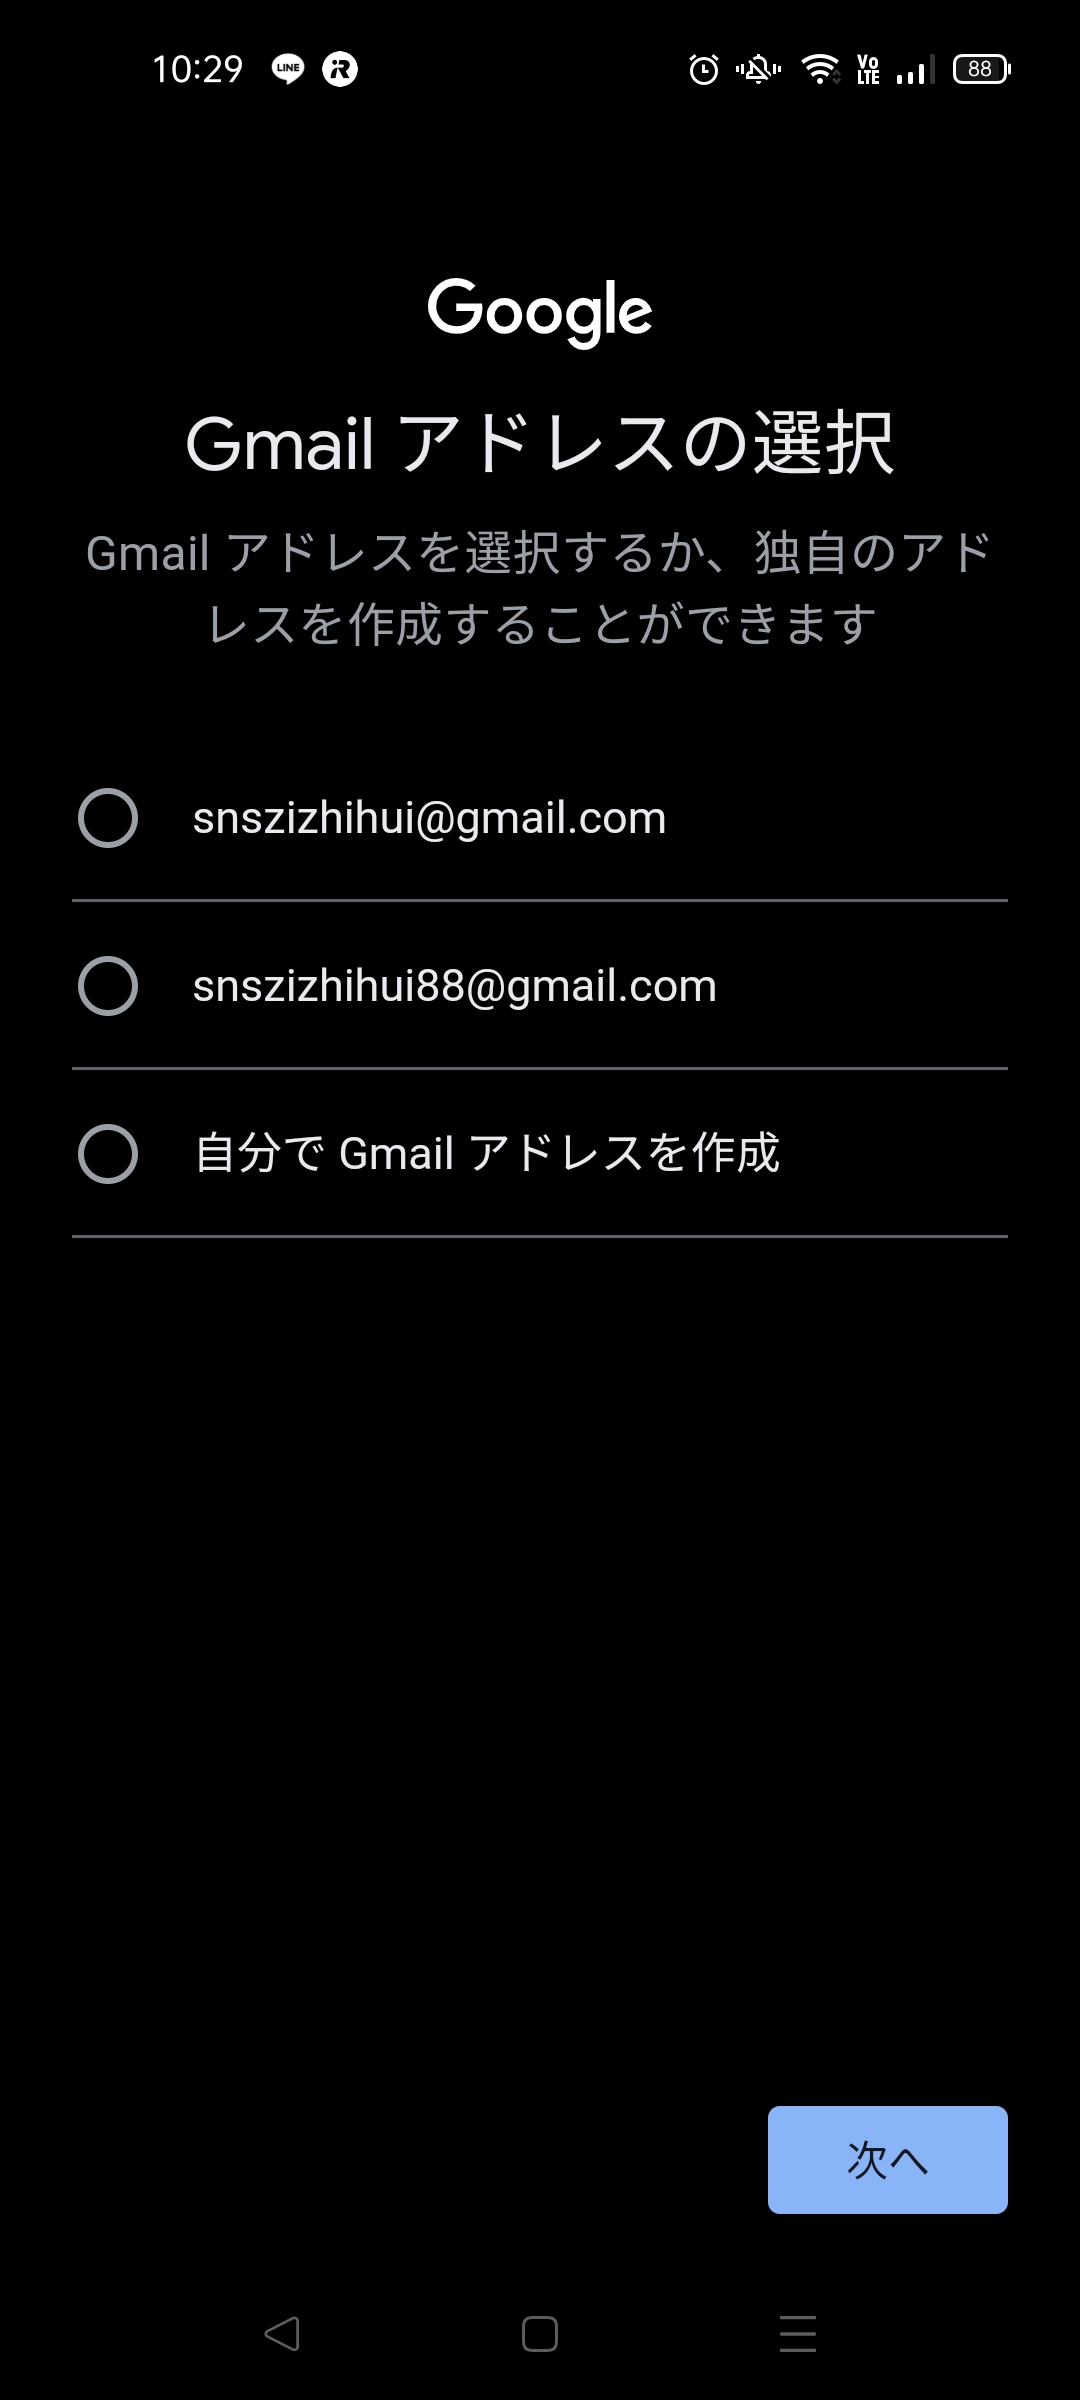 10:29 LINE R Vo LTE 88
Google
Gmail アドレスの選択
Gmail アドレスを選択するか、独自のアド
レスを作成することができます
snszizhihui@gmail.com
snszizhihui88@gmail.com
自分で Gmail アドレスを作成
次へ